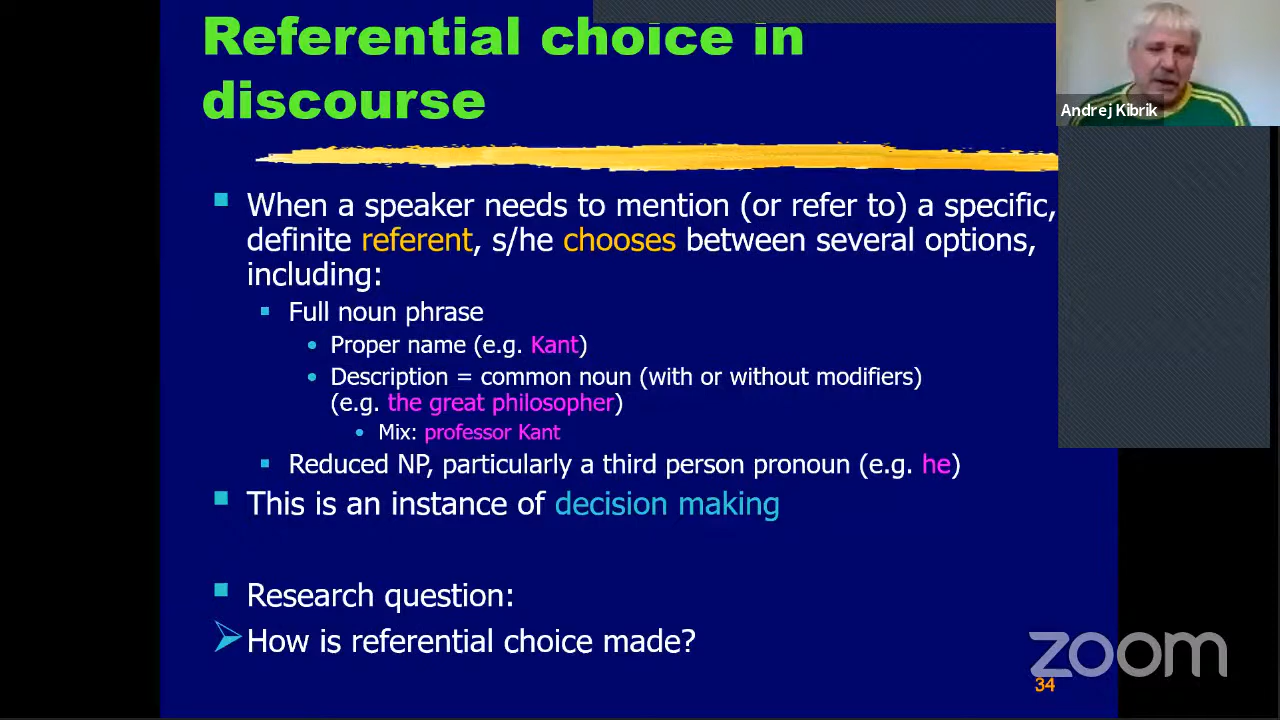 Referential choice in
discourse
Andrej Kibrik
When a speaker needs to mention (or refer to) a specific,
definite referent, s/he chooses between several options,
including:
Full noun phrase
Proper name (e.g. Kant)
Description = common noun (with or without modifiers)
(e.g. the great philosopher)
Mix: professor Kant
Reduced NP, particularly a third person pronoun (e.g. he)
This is an instance of decision making
Research question:
How is referential choice made?
zoom
34